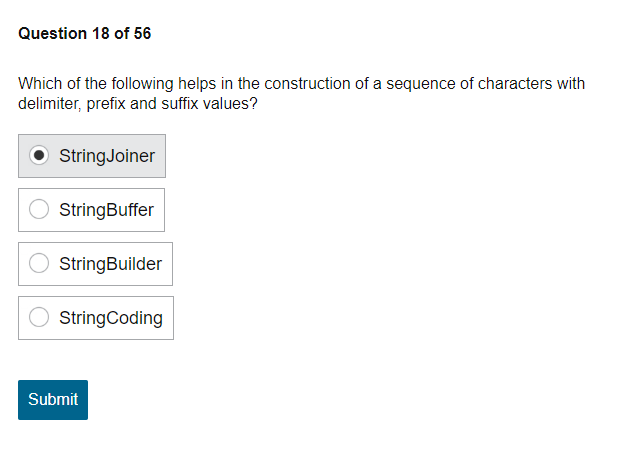 Question 18 of 56
Which of the following helps in the construction of a sequence of characters with
delimiter, prefix and suffix values?
StringJoiner
StringBuffer
StringBuilder
StringCoding
Submit